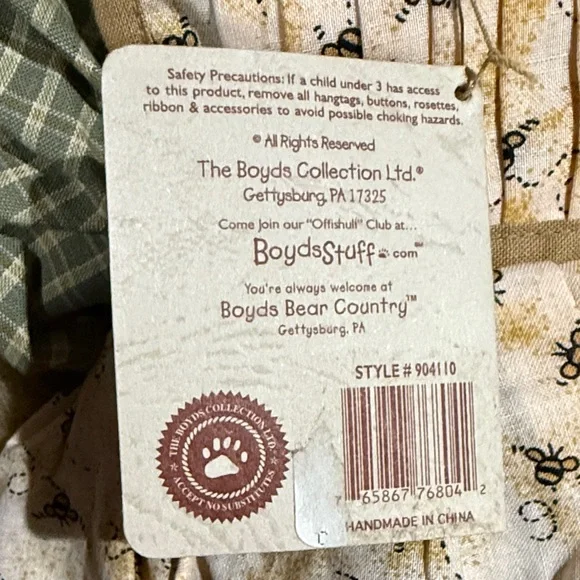 Safety Precautions: If a child under 3 has access
to this product, remove all hangtags, buttons, rosettes,
ribbon & accessories to avoid possible choking hazards.
© All Rights Reserved
The Boyds Collection Ltd.®
Gettysburg, PA 17325
Come Join our "Offishull" Club at...
BoydsStuff.com™
You're always welcome at
Boyds Bear Country™
Gettysburg, PA
STYLE # 904110
THE BOYDS COLLECTION LTD.
ACCEPT NO SUBSTITUTES
7 65867 76804 2
HANDMADE IN CHINA